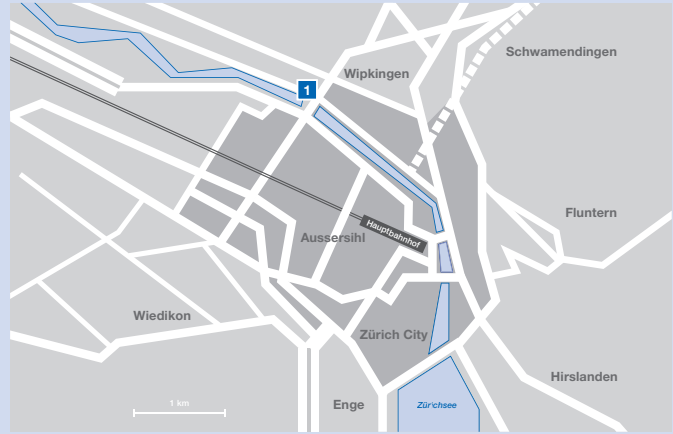 Schwamendingen
Wipkingen
1
Fluntern
Hauptbahnhof
Aussersihl
Wiedikon
Zürich City
Hirslanden
1 km
Enge
Zürichsee